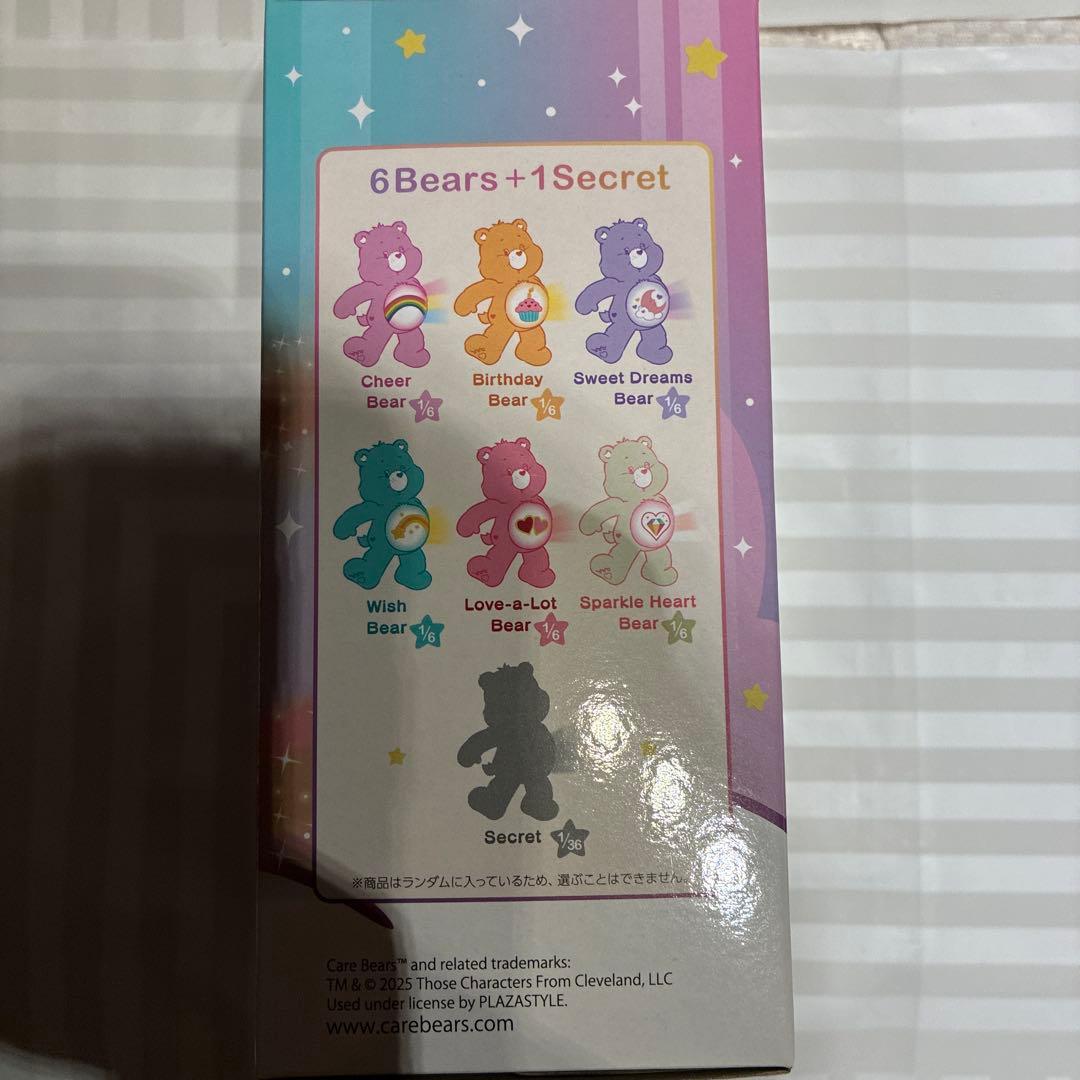 6Bears+1Secret
Cheer
Bear 1/6
Birthday
Bear 1/6
Sweet Dreams
Bear 1/6
Wish
Bear 1/6
Love-a-Lot
Bear 1/6
Sparkle Heart
Bear 1/6
Secret 1/36
※商品はランダムに入っているため、選ぶことはできません。
Care Bears™ and related trademarks:
TM & © 2025 Those Characters From Cleveland, LLC
Used under license by PLAZASTYLE.
www.carebears.com